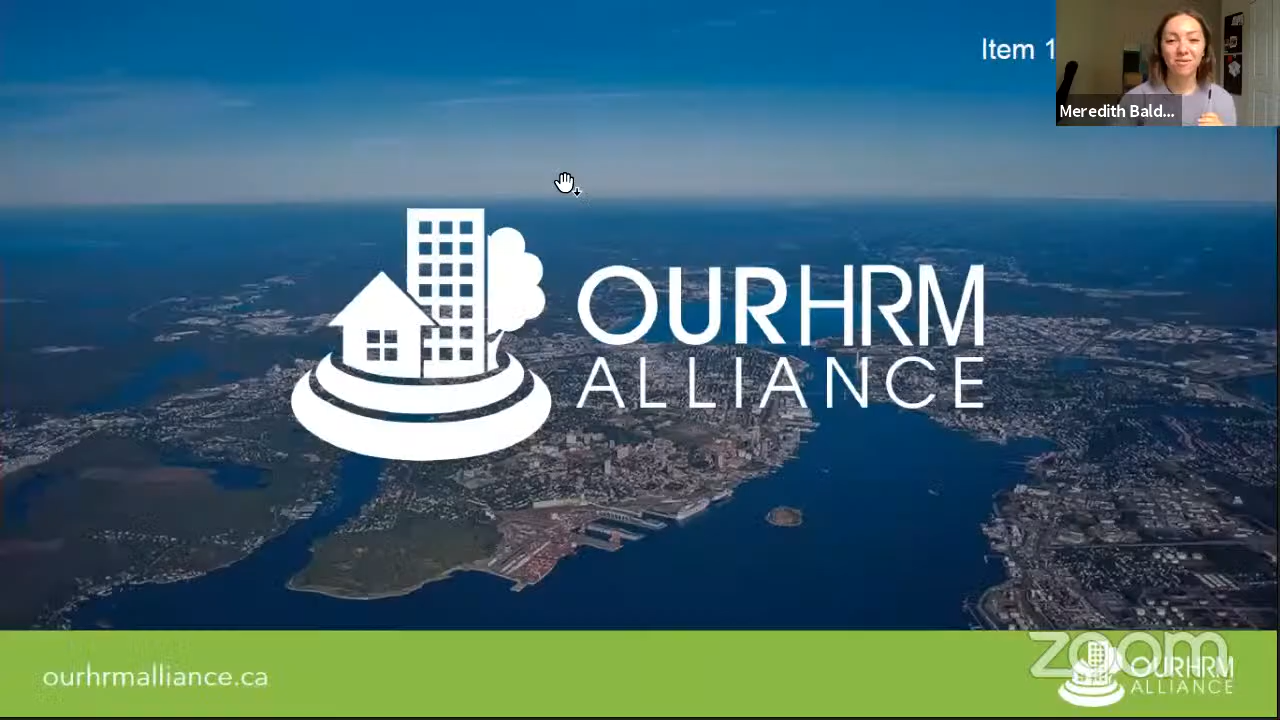 Item 1
Meredith Bald...
OURHRM
ALLIANCE
ourhrmalliance.ca
zoom
OURHRM
ALLIANCE